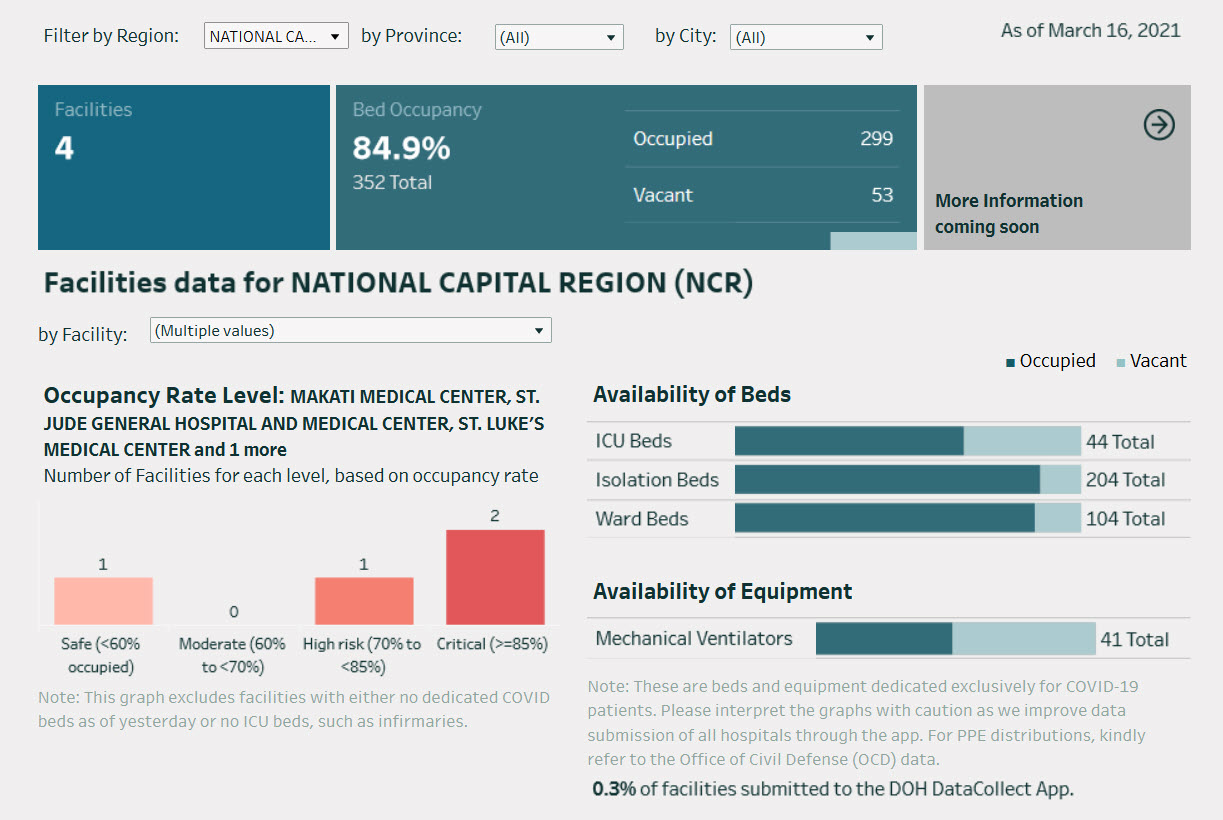 Filter by Region: NATIONAL CA... by Province: (All) by City: (All) As of March 16, 2021
Facilities
4
Bed Occupancy
84.9%
352 Total
Occupied 299
Vacant 53
More Information
coming soon
Facilities data for NATIONAL CAPITAL REGION (NCR)
by Facility: (Multiple values)
Occupancy Rate Level: MAKATI MEDICAL CENTER, ST.
JUDE GENERAL HOSPITAL AND MEDICAL CENTER, ST. LUKE'S
MEDICAL CENTER and 1 more
Number of Facilities for each level, based on occupancy rate
1
0
1
2
Safe (<60%
occupied)
Moderate (60%
to <70%)
High risk (70% to
<85%)
Critical (>=85%)
Note: This graph excludes facilities with either no dedicated COVID
beds as of yesterday or no ICU beds, such as infirmaries.
Occupied Vacant
Availability of Beds
ICU Beds 44 Total
Isolation Beds 204 Total
Ward Beds 104 Total
Availability of Equipment
Mechanical Ventilators 41 Total
Note: These are beds and equipment dedicated exclusively for COVID-19
patients. Please interpret the graphs with caution as we improve data
submission of all hospitals through the app. For PPE distributions, kindly
refer to the Office of Civil Defense (OCD) data.
0.3% of facilities submitted to the DOH DataCollect App.